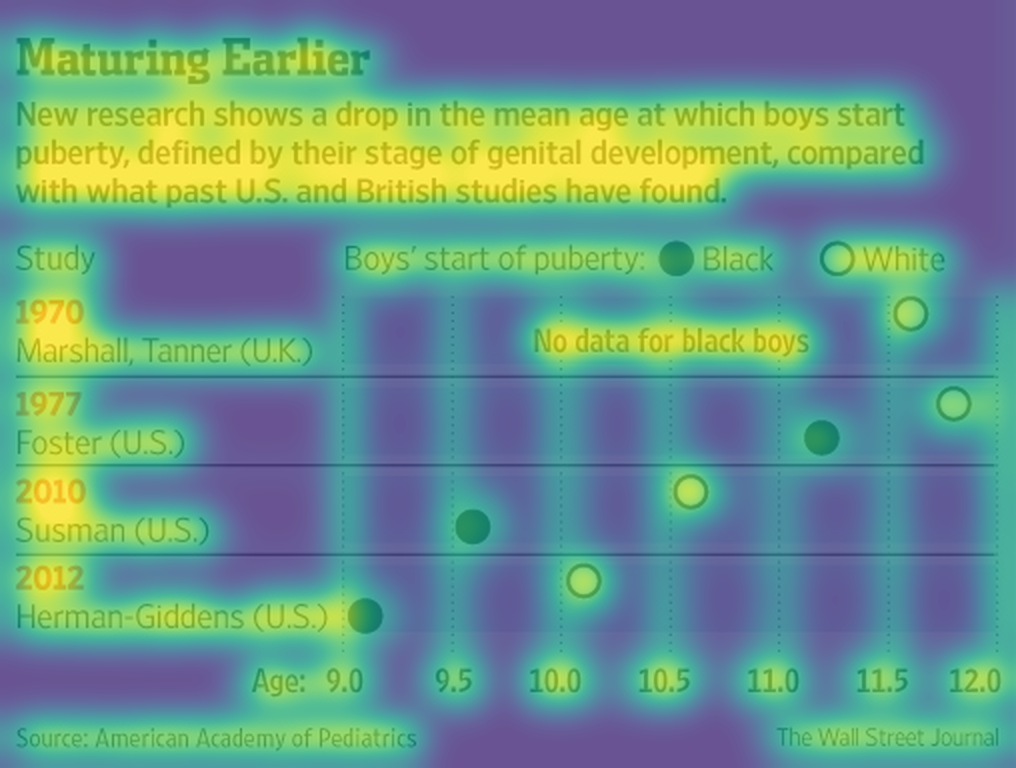 Maturing Earlier
New research shows a drop in the mean age at which boys start
puberty, defined by their stage of genital development, compared
with what past U.S. and British studies have found.
Study
Boys' start of puberty: Black White
1970
Marshall, Tanner (U.K.)
No data for black boys
1977
Foster (U.S.)
2010
Susman (U.S.)
2012
Herman-Giddens (U.S.)
Age: 9.0 9.5 10.0 10.5 11.0 11.5 12.0
Source: American Academy of Pediatrics
The Wall Street Journal